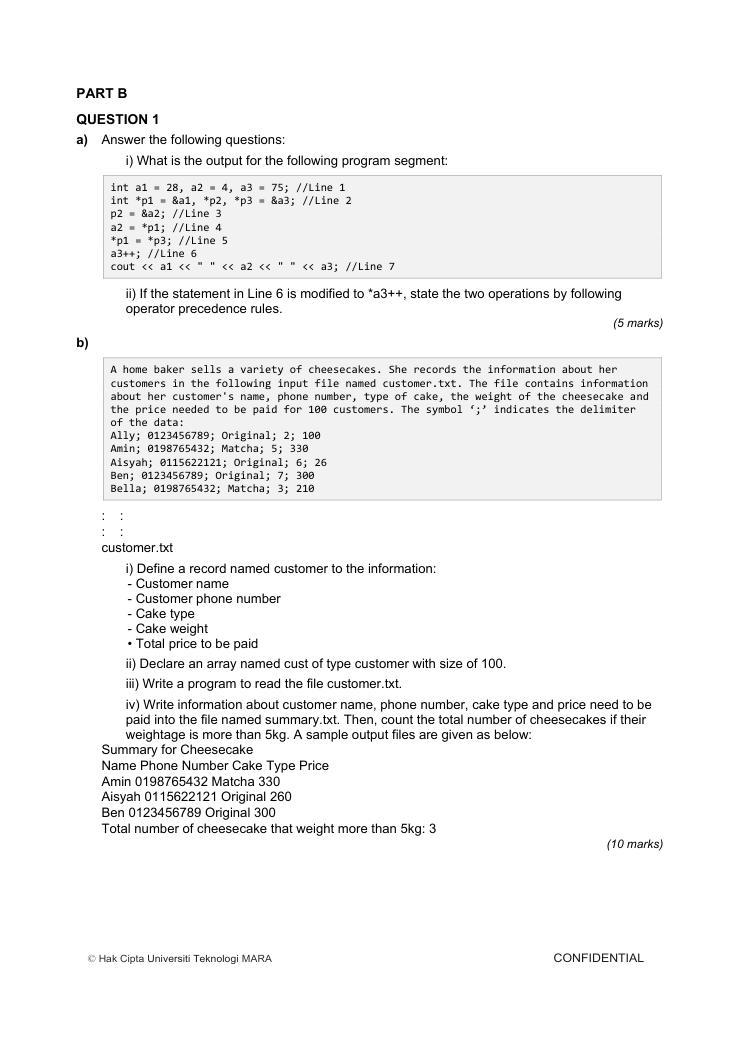 PART B
QUESTION 1
a) Answer the following questions:
i) What is the output for the following program segment:
int a1 = 28, a2 = 4, a3 = 75; //Line 1
int *p1 = &a1, *p2, *p3 = &a3; //Line 2
p2 = &a2; //Line 3
a2 = *p1; //Line 4
*p1 = *p3; //Line 5
a3++; //Line 6
cout << a1 << " " << a2 << " " << a3; //Line 7
ii) If the statement in Line 6 is modified to *a3++, state the two operations by following
operator precedence rules.
(5 marks)
b)
A home baker sells a variety of cheesecakes. She records the information about her
customers in the following input file named customer.txt. The file contains information
about her customer's name, phone number, type of cake, the weight of the cheesecake and
the price needed to be paid for 100 customers. The symbol ‘;’ indicates the delimiter
of the data:
Ally; 0123456789; Original; 2; 100
Amin; 0198765432; Matcha; 5; 330
Aisyah; 0115622121; Original; 6; 26
Ben; 0123456789; Original; 7; 300
Bella; 0198765432; Matcha; 3; 210
: :
: :
customer.txt
i) Define a record named customer to the information:
- Customer name
- Customer phone number
- Cake type
- Cake weight
• Total price to be paid
ii) Declare an array named cust of type customer with size of 100.
iii) Write a program to read the file customer.txt.
iv) Write information about customer name, phone number, cake type and price need to be
paid into the file named summary.txt. Then, count the total number of cheesecakes if their
weightage is more than 5kg. A sample output files are given as below:
Summary for Cheesecake
Name Phone Number Cake Type Price
Amin 0198765432 Matcha 330
Aisyah 0115622121 Original 260
Ben 0123456789 Original 300
Total number of cheesecake that weight more than 5kg: 3
(10 marks)
© Hak Cipta Universiti Teknologi MARA CONFIDENTIAL